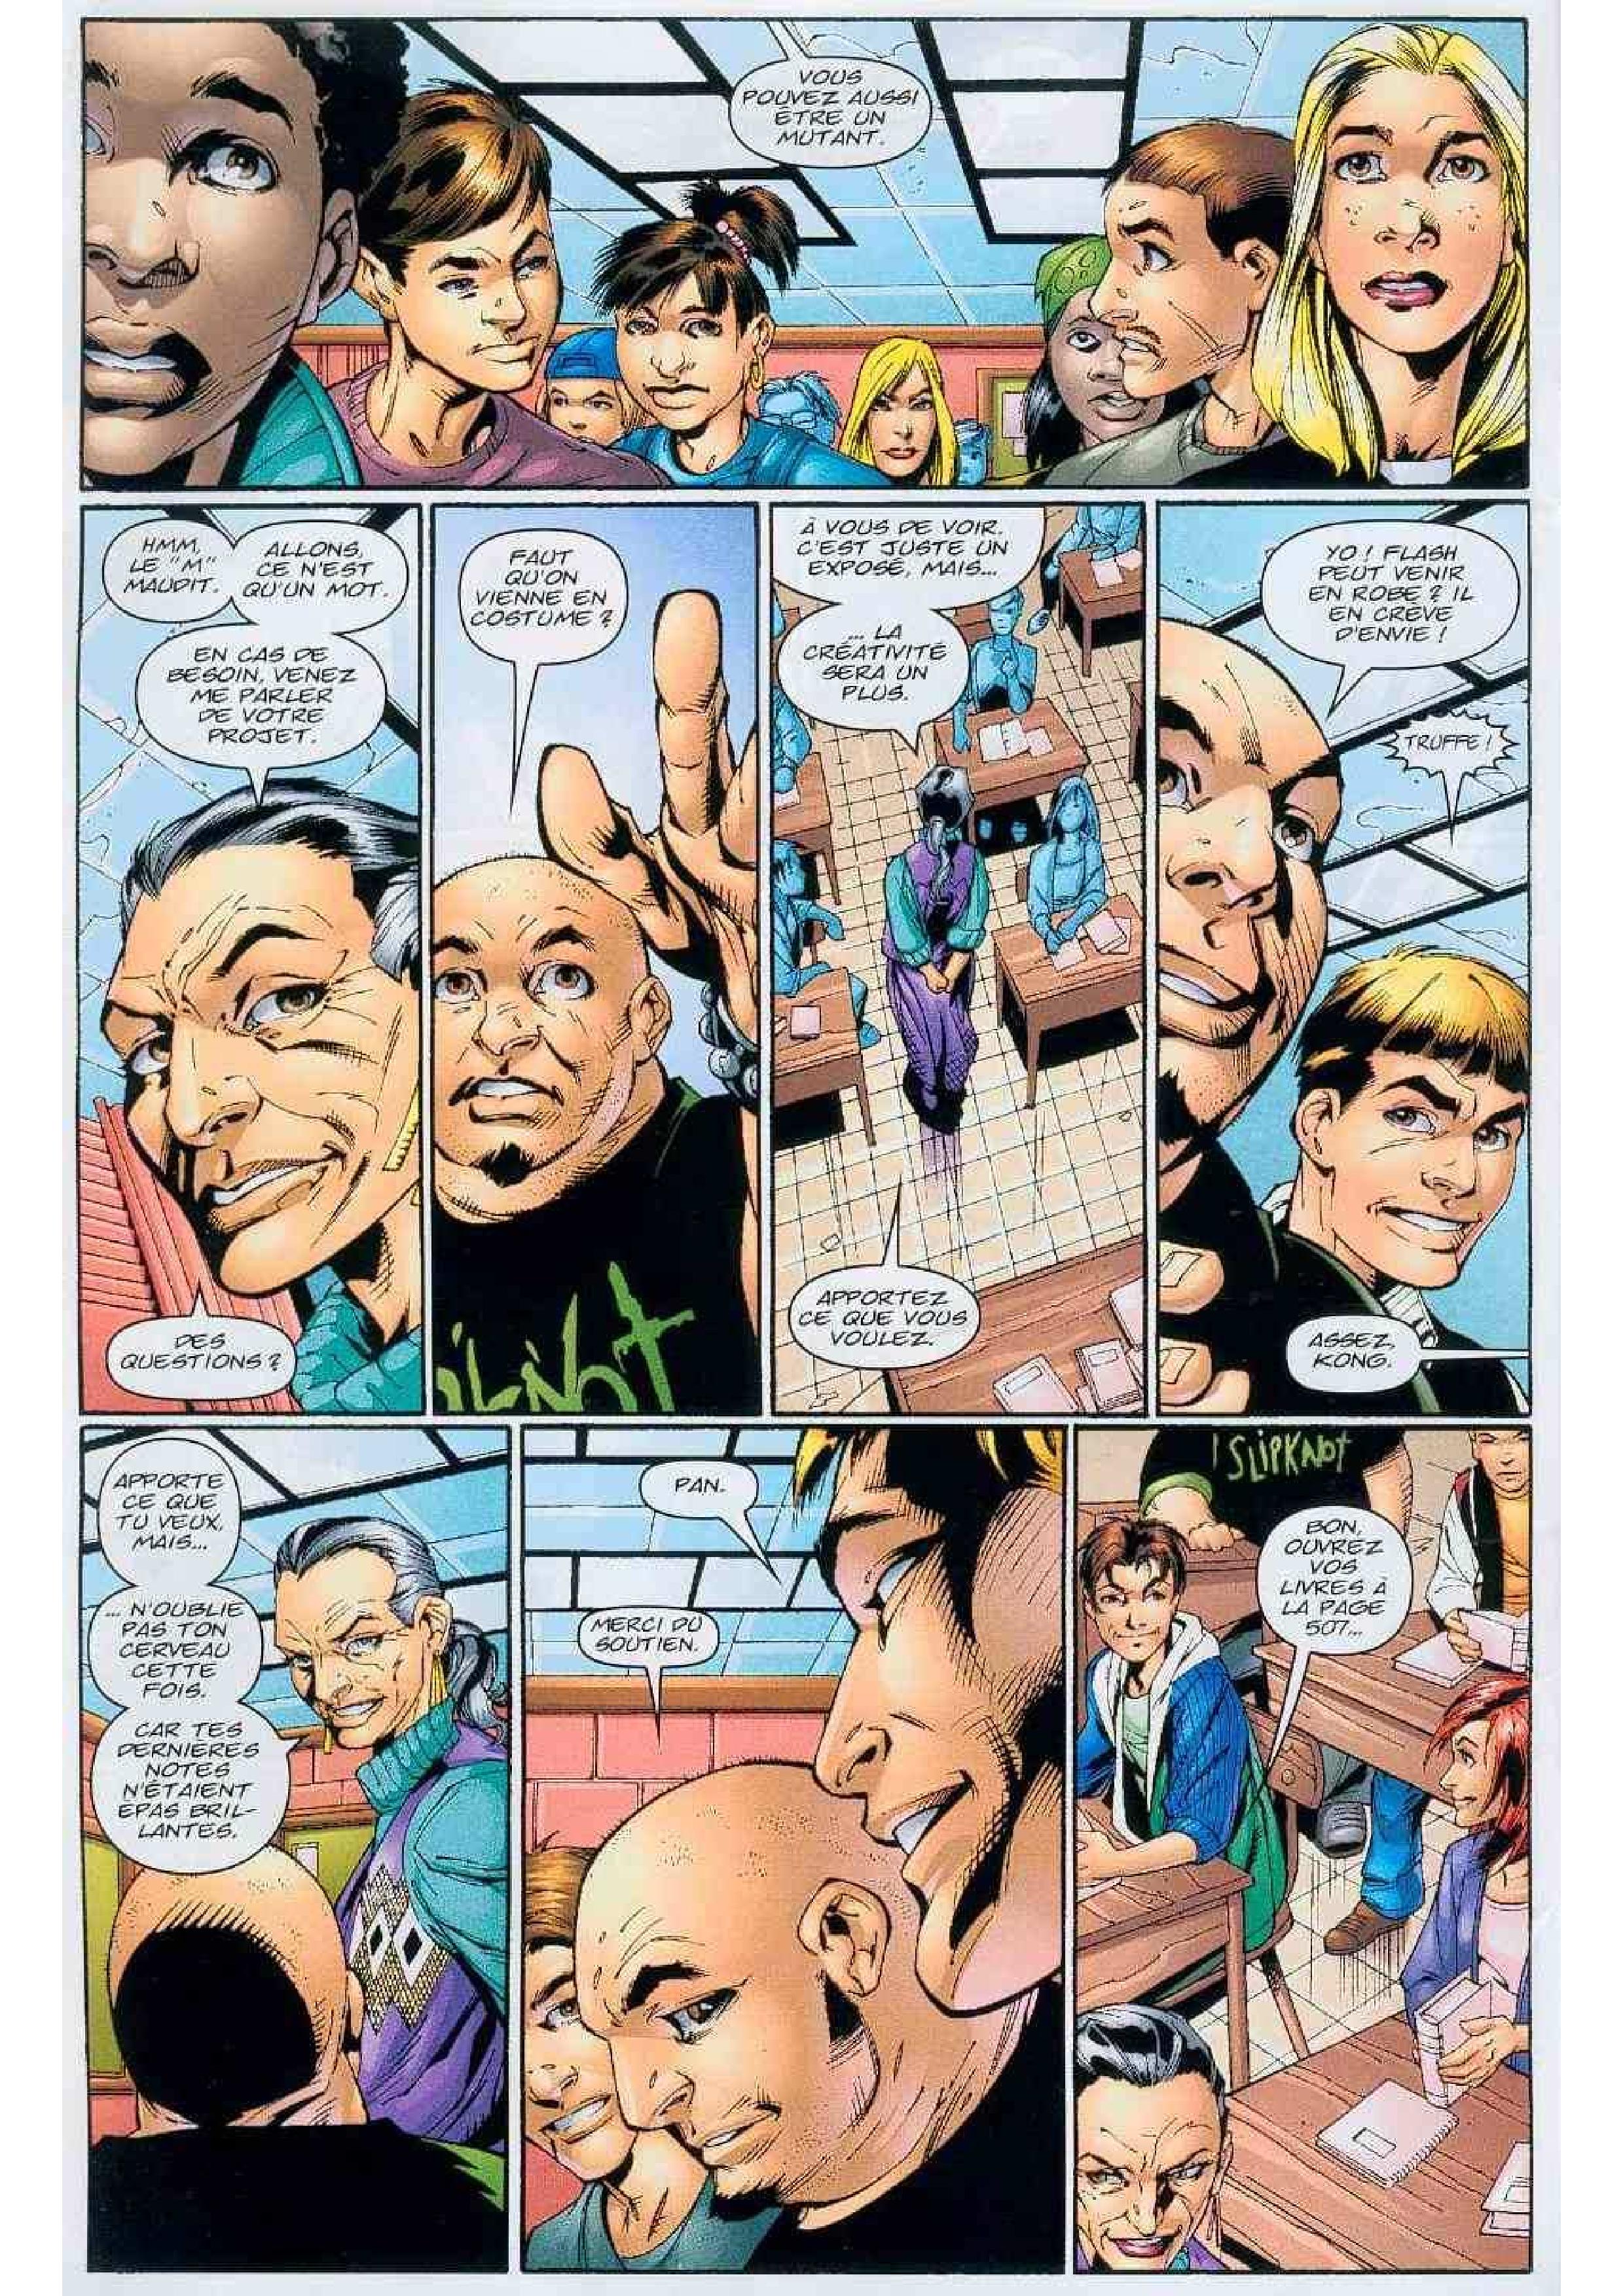 VOUS
POUVEZ AUSSI
ÊTRE UN
MUTANT.
HMM,
LE "M"
MAUDIT.
ALLONS,
CE N'EST
QU'UN MOT.
EN CAS DE
BESOIN, VENEZ
ME PARLER
DE VOTRE
PROJET.
DES
QUESTIONS ?
FAUT
QU'ON
VIENNE EN
COSTUME ?
À VOUS DE VOIR.
C'EST JUSTE UN
EXPOSÉ, MAIS...
... LA
CRÉATIVITÉ
SERA UN
PLUS.
APPORTEZ
CE QUE VOUS
VOULEZ.
YO ! FLASH
PEUT VENIR
EN ROBE ? IL
EN CRÈVE
D'ENVIE !
TRUFFE !
ASSEZ,
KONG.
APPORTE
CE QUE
TU VEUX,
MAIS...
... N'OUBLIE
PAS TON
CERVEAU
CETTE
FOIS.
CAR TES
DERNIÈRES
NOTES
N'ÉTAIENT
EPAS BRIL-
LANTES.
PAN.
MERCI DU
SOUTIEN.
SLIPKNOT
BON,
OUVREZ
VOS
LIVRES À
LA PAGE
507...